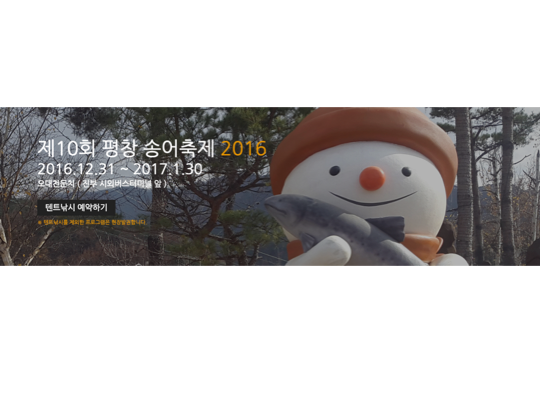 제10회 평창 송어축제 2016
2016.12.31 ~ 2017.1.30
오대천둔치 ( 진부 시외버스터미널 앞 )
텐트낚시 예약하기
※ 텐트낚시를 제외한 프로그램은 현장발권합니다.